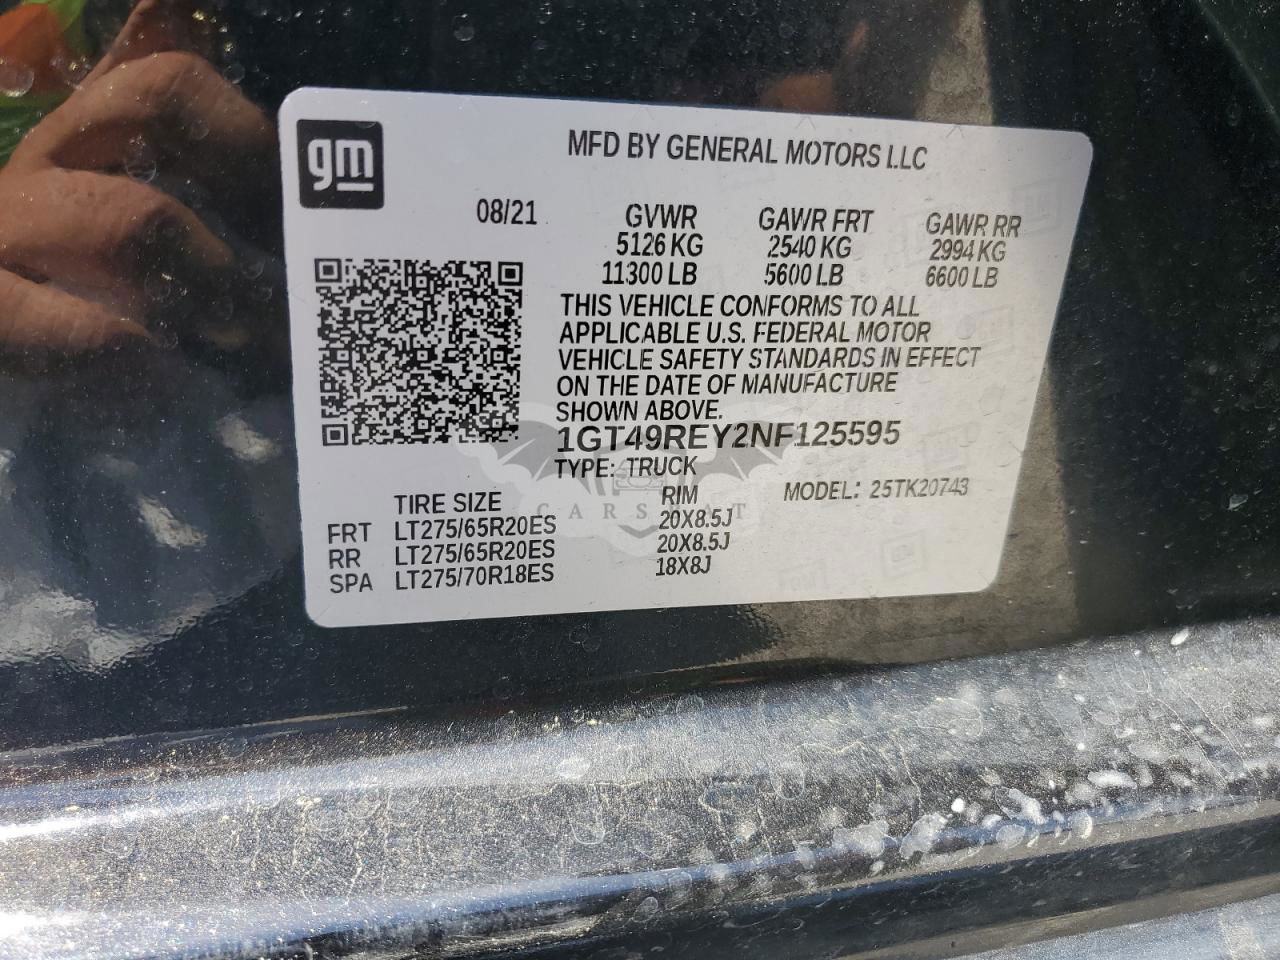 gm
MFD BY GENERAL MOTORS LLC
08/21 GVWR GAWR FRT GAWR RR
5126 KG 2540 KG 2994 KG
11300 LB 5600 LB 6600 LB
THIS VEHICLE CONFORMS TO ALL
APPLICABLE U.S. FEDERAL MOTOR
VEHICLE SAFETY STANDARDS IN EFFECT
ON THE DATE OF MANUFACTURE
SHOWN ABOVE.
1GT49REY2NF125595
TYPE: TRUCK
MODEL: 25TK20743
TIRE SIZE RIM
FRT LT275/65R20ES 20X8.5J
RR LT275/65R20ES 20X8.5J
SPA LT275/70R18ES 18X8J
CARSBAT